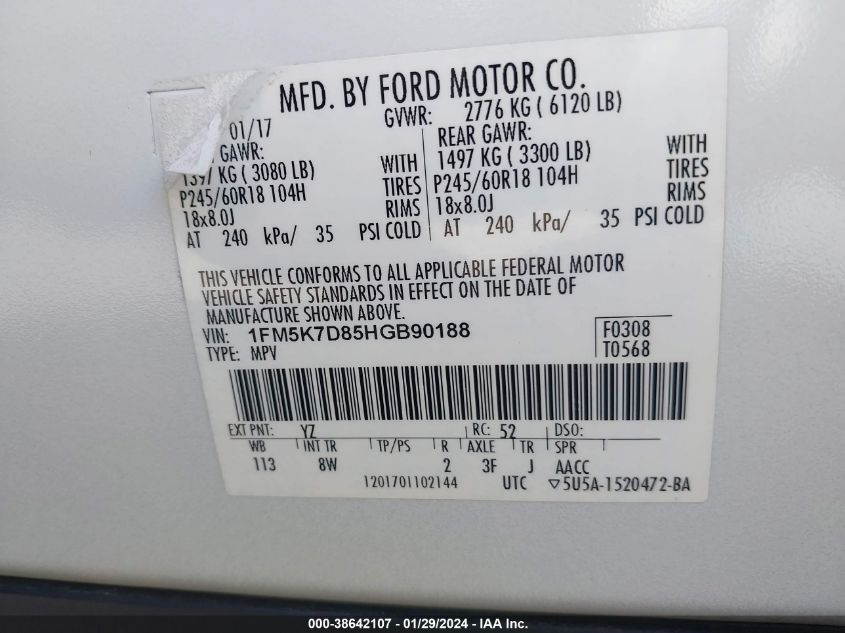 MFD. BY FORD MOTOR CO.
01/17 GVWR: 2776 KG ( 6120 LB)
GAWR: REAR GAWR:
1397 KG ( 3080 LB) WITH 1497 KG ( 3300 LB) WITH
P245/60R18 104H TIRES P245/60R18 104H TIRES
18x8.0J RIMS 18x8.0J RIMS
AT 240 kPa/ 35 PSI COLD AT 240 kPa/ 35 PSI COLD
THIS VEHICLE CONFORMS TO ALL APPLICABLE FEDERAL MOTOR
VEHICLE SAFETY STANDARDS IN EFFECT ON THE DATE OF
MANUFACTURE SHOWN ABOVE.
VIN: 1FM5K7D85HGB90188 F0308
TYPE: MPV T0568
EXT PNT: YZ RC: 52 DSO:
WB INT TR TP/PS R AXLE TR SPR
113 8W 2 3F J AACC
1201701102144 UTC ▽5U5A-1520472-BA
000-38642107 - 01/29/2024 - IAA Inc.